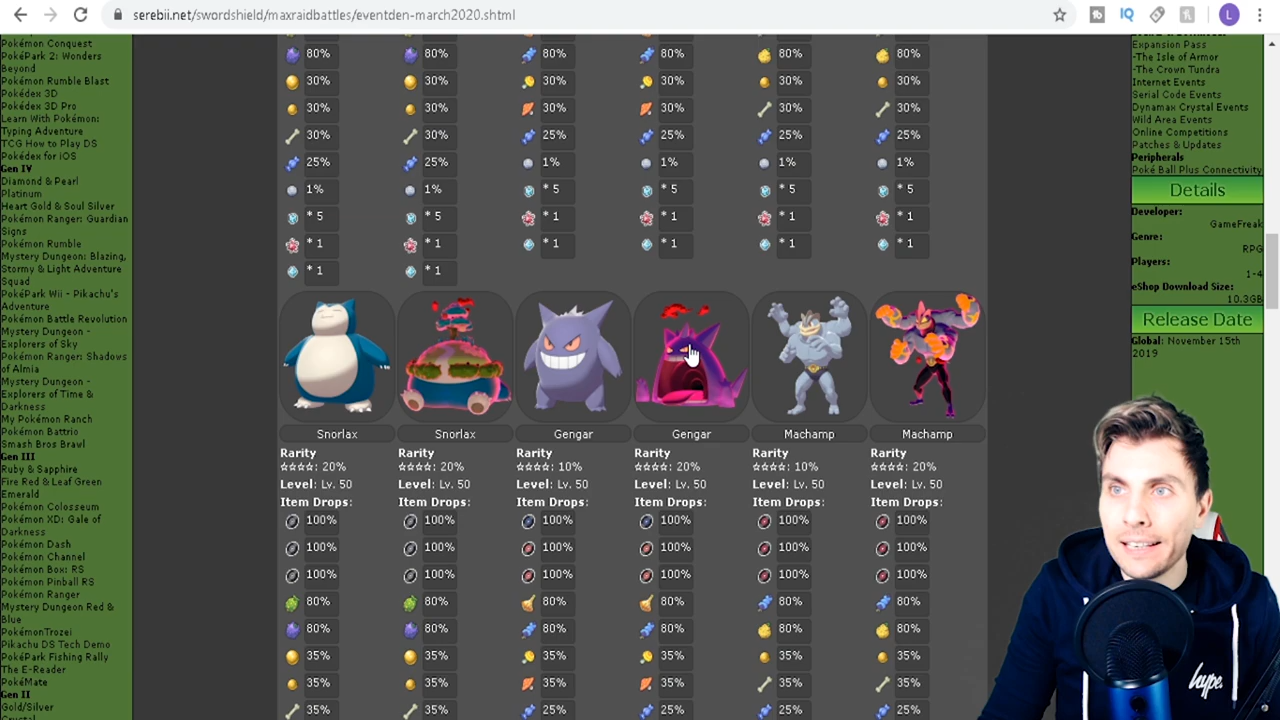 serebii.net/swordshield/maxraidbattles/eventden-march2020.shtml
L
Pokémon Conquest
PokéPark 2: Wonders
Beyond
Pokémon Rumble Blast
Pokédex 3D
Pokédex 3D Pro
Learn With Pokémon:
Typing Adventure
TCG How to Play DS
Pokédex for iOS
Gen IV
Diamond & Pearl
Platinum
Heart Gold & Soul Silver
Pokémon Ranger: Guardian
Signs
Pokémon Rumble
Mystery Dungeon: Blazing,
Stormy & Light Adventure
Squad
PokéPark Wii - Pikachu's
Adventure
Pokémon Battle Revolution
Mystery Dungeon -
Explorers of Sky
Pokémon Ranger: Shadows
of Almia
Mystery Dungeon -
Explorers of Time &
Darkness
My Pokémon Ranch
Pokémon Battrio
Smash Bros Brawl
Gen III
Ruby & Sapphire
Fire Red & Leaf Green
Emerald
Pokémon Colosseum
Pokémon XD: Gale of
Darkness
Pokémon Dash
Pokémon Channel
Pokémon Box: RS
Pokémon Pinball RS
Pokémon Ranger
Mystery Dungeon Red &
Blue
PokémonTrozei
Pikachu DS Tech Demo
PokéPark Fishing Rally
The E-Reader
PokéMate
Gen II
Gold/Silver
Crystal
80% 80% 80% 80% 80% 80%
30% 30% 30% 30% 30% 30%
30% 30% 30% 30% 30% 30%
30% 30% 25% 25% 25% 25%
25% 25% 1% 1% 1% 1%
1% 1% * 5 * 5 * 5 * 5
* 5 * 5 * 1 * 1 * 1 * 1
* 1 * 1 * 1 * 1 * 1 * 1
* 1 * 1
Snorlax Snorlax Gengar Gengar Machamp Machamp
Rarity Rarity Rarity Rarity Rarity Rarity
☆☆☆☆: 20% ☆☆☆☆: 20% ☆☆☆☆: 10% ☆☆☆☆: 20% ☆☆☆☆: 10% ☆☆☆☆: 20%
Level: Lv. 50 Level: Lv. 50 Level: Lv. 50 Level: Lv. 50 Level: Lv. 50 Level: Lv. 50
Item Drops: Item Drops: Item Drops: Item Drops: Item Drops: Item Drops:
100% 100% 100% 100% 100% 100%
100% 100% 100% 100% 100% 100%
100% 100% 100% 100% 100% 100%
80% 80% 80% 80% 80% 80%
80% 80% 80% 80% 80% 80%
35% 35% 35% 35% 35% 35%
35% 35% 35% 35% 35% 35%
35% 35% 25% 25% 25% 25%
Expansion Pass
-The Isle of Armor
-The Crown Tundra
Internet Events
Serial Code Events
Dynamax Crystal Events
Wild Area Events
Online Competitions
Patches & Updates
Peripherals
Poké Ball Plus Connectivity
Details
Developer:
GameFreak
Genre:
RPG
Players:
1-4
eShop Download Size:
10.3GB
Release Date
Global: November 15th
2019
hype.